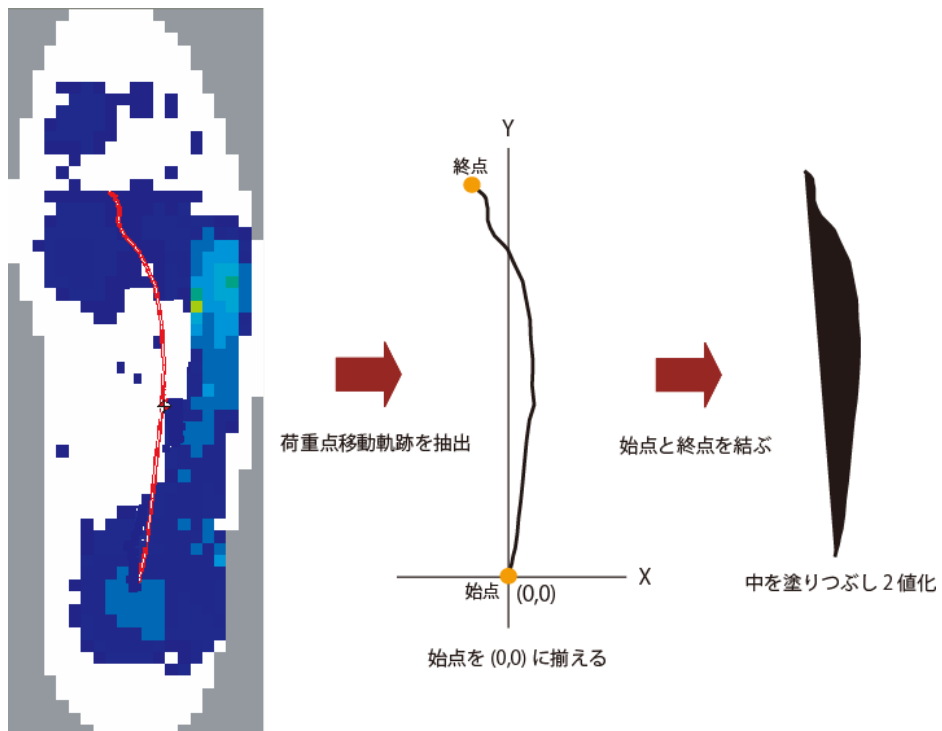 Y
終点
荷重点移動軌跡を抽出
始点と終点を結ぶ
X
始点 (0,0)
中を塗りつぶし 2 値化
始点を (0,0) に揃える